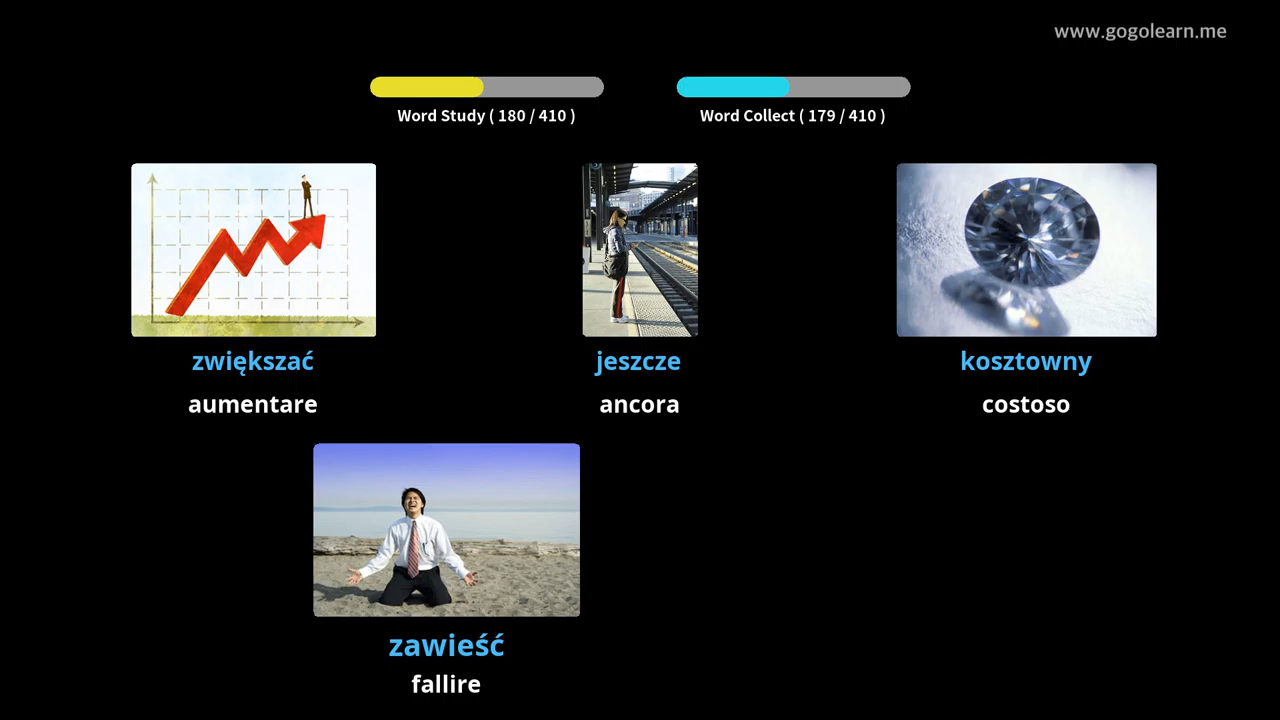 www.gogolearn.me
Word Study ( 180 / 410 )
Word Collect ( 179 / 410 )
zwiększać
aumentare
jeszcze
ancora
kosztowny
costoso
zawieść
fallire